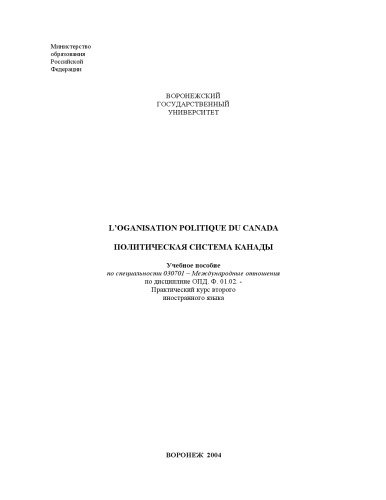 Министерство
образования
Российской
Федерации
ВОРОНЕЖСКИЙ
ГОСУДАРСТВЕННЫЙ
УНИВЕРСИТЕТ
L'OGANISATION POLITIQUE DU CANADA
ПОЛИТИЧЕСКАЯ СИСТЕМА КАНАДЫ
Учебное пособие
по специальности 030701 – Международные отношения
по дисциплине ОПД. Ф. 01.02. -
Практический курс второго
иностранного языка
ВОРОНЕЖ 2004